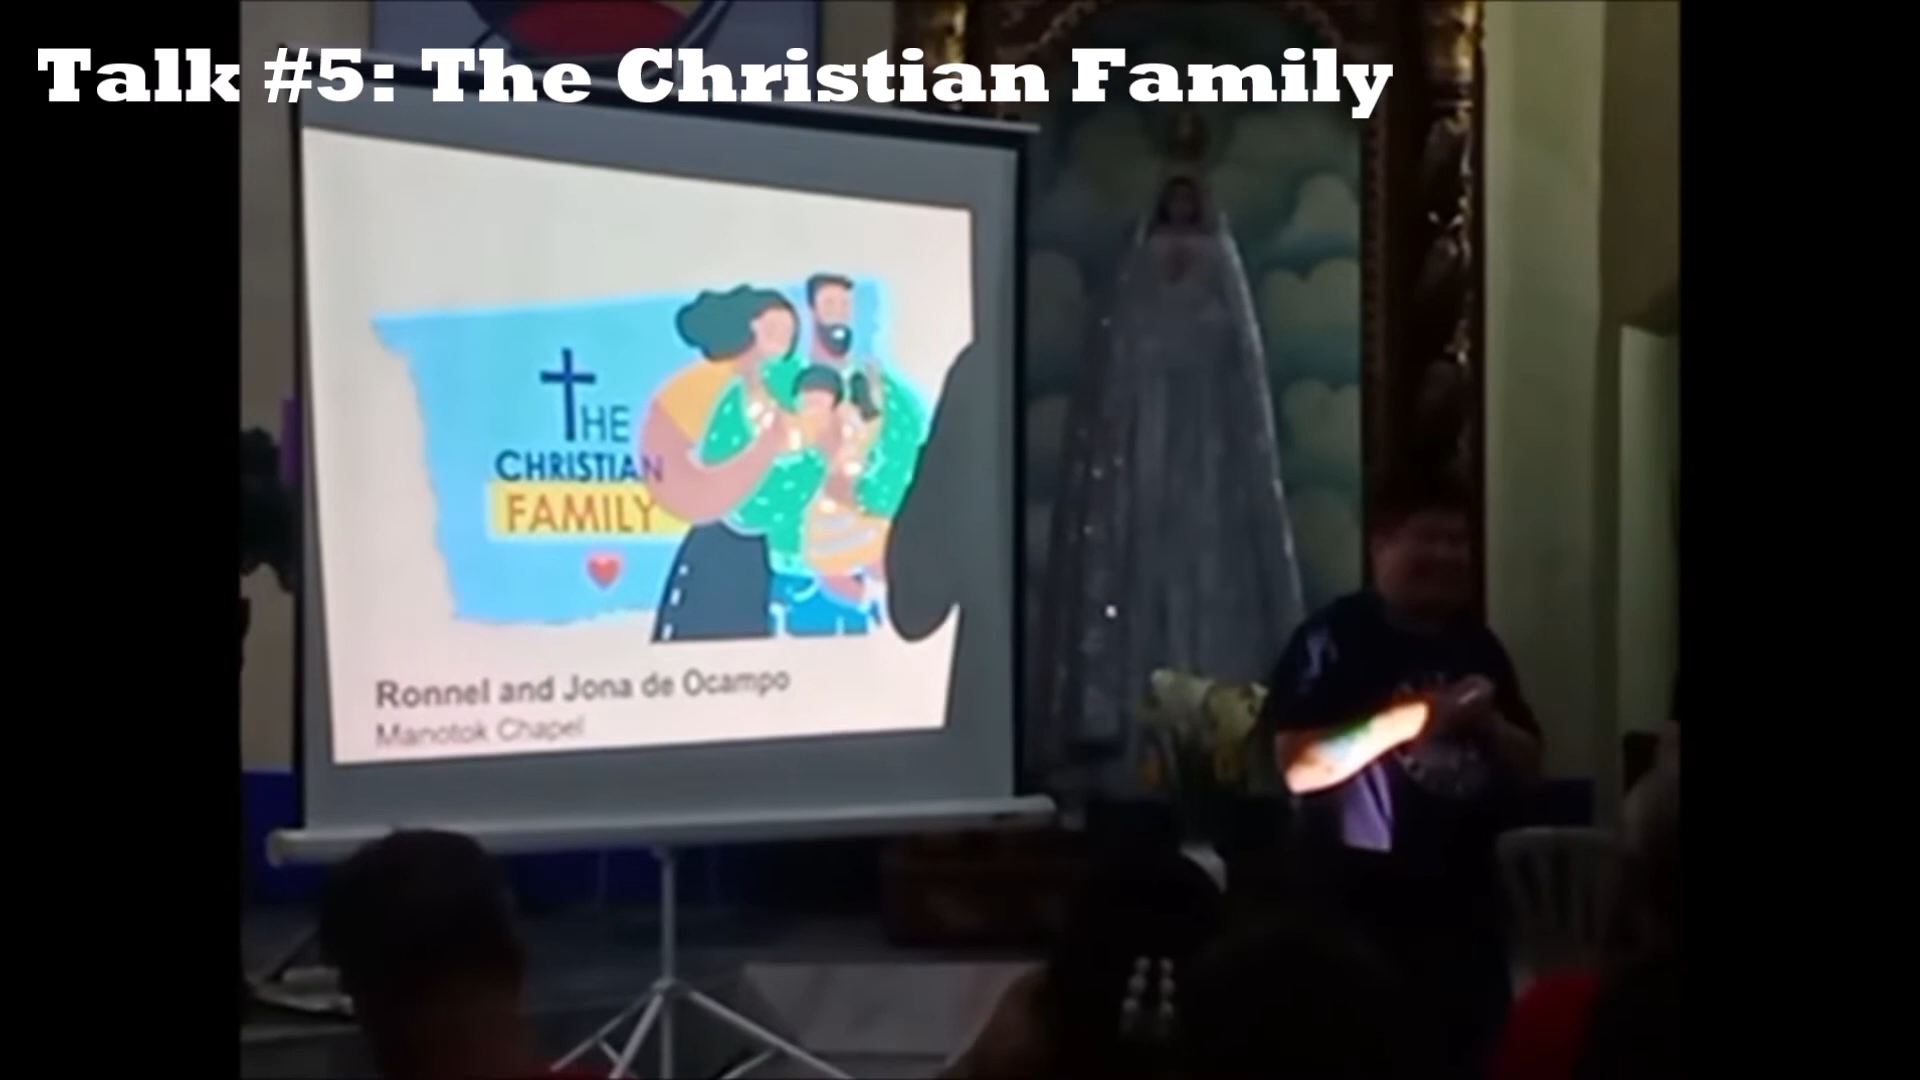 Talk #5: The Christian Family
THE
CHRISTIAN
FAMILY
Ronnel and Jona de Ocampo
Manotok Chapel